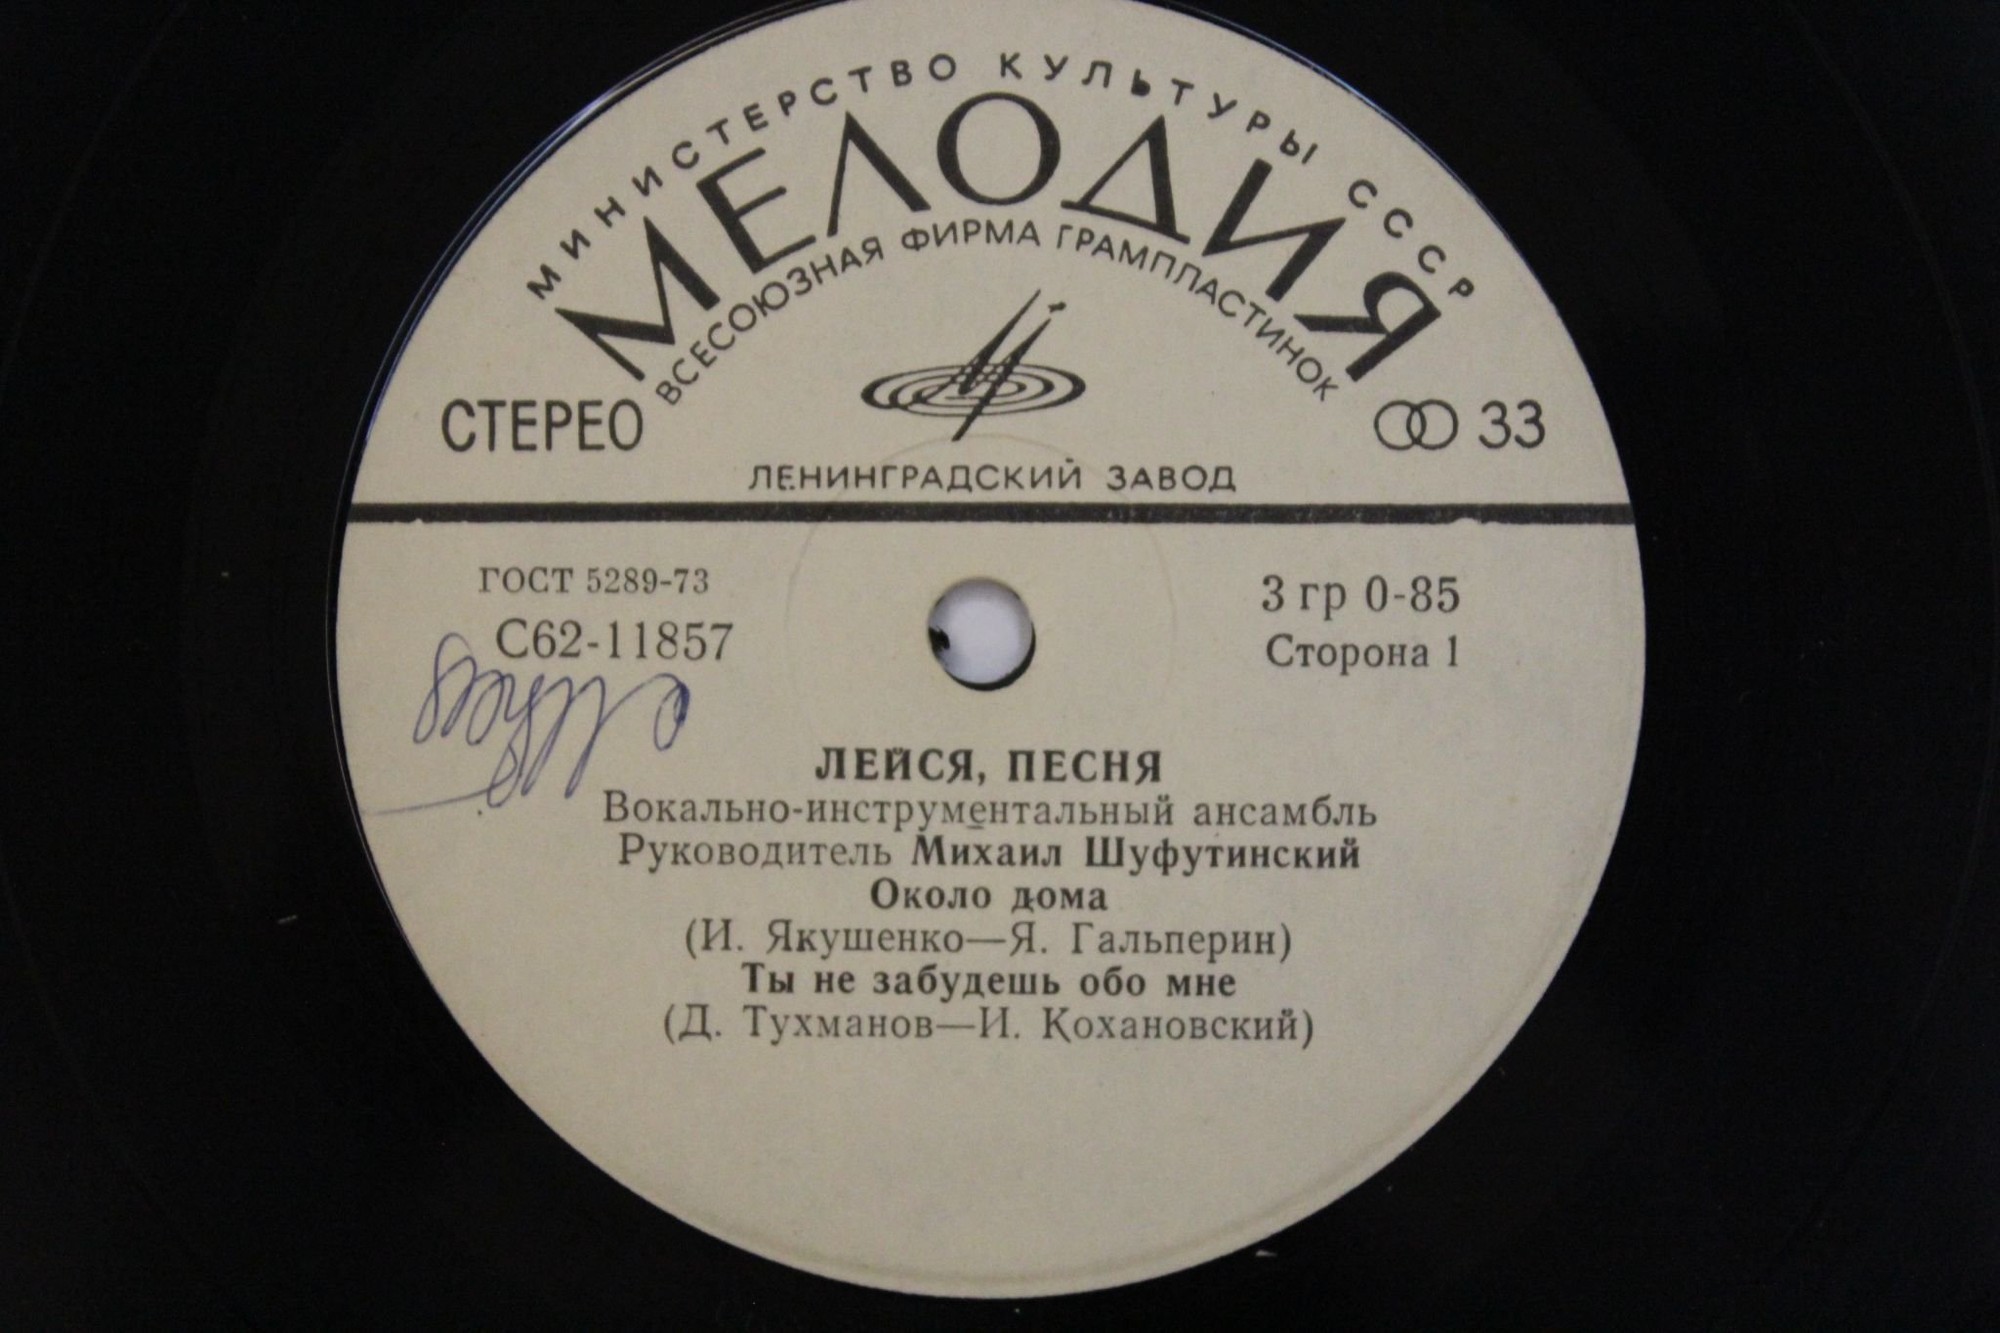 МИНИСТЕРСТВО КУЛЬТУРЫ СССР
МЕЛОДИЯ
ВСЕСОЮЗНАЯ ФИРМА ГРАМПЛАСТИНОК
СТЕРЕО
33
ЛЕНИНГРАДСКИЙ ЗАВОД
ГОСТ 5289-73
С62-11857
3 гр 0-85
Сторона 1
ЛЕЙСЯ, ПЕСНЯ
Вокально-инструментальный ансамбль
Руководитель Михаил Шуфутинский
Около дома
(И. Якушенко—Я. Гальперин)
Ты не забудешь обо мне
(Д. Тухманов—И. Кохановский)